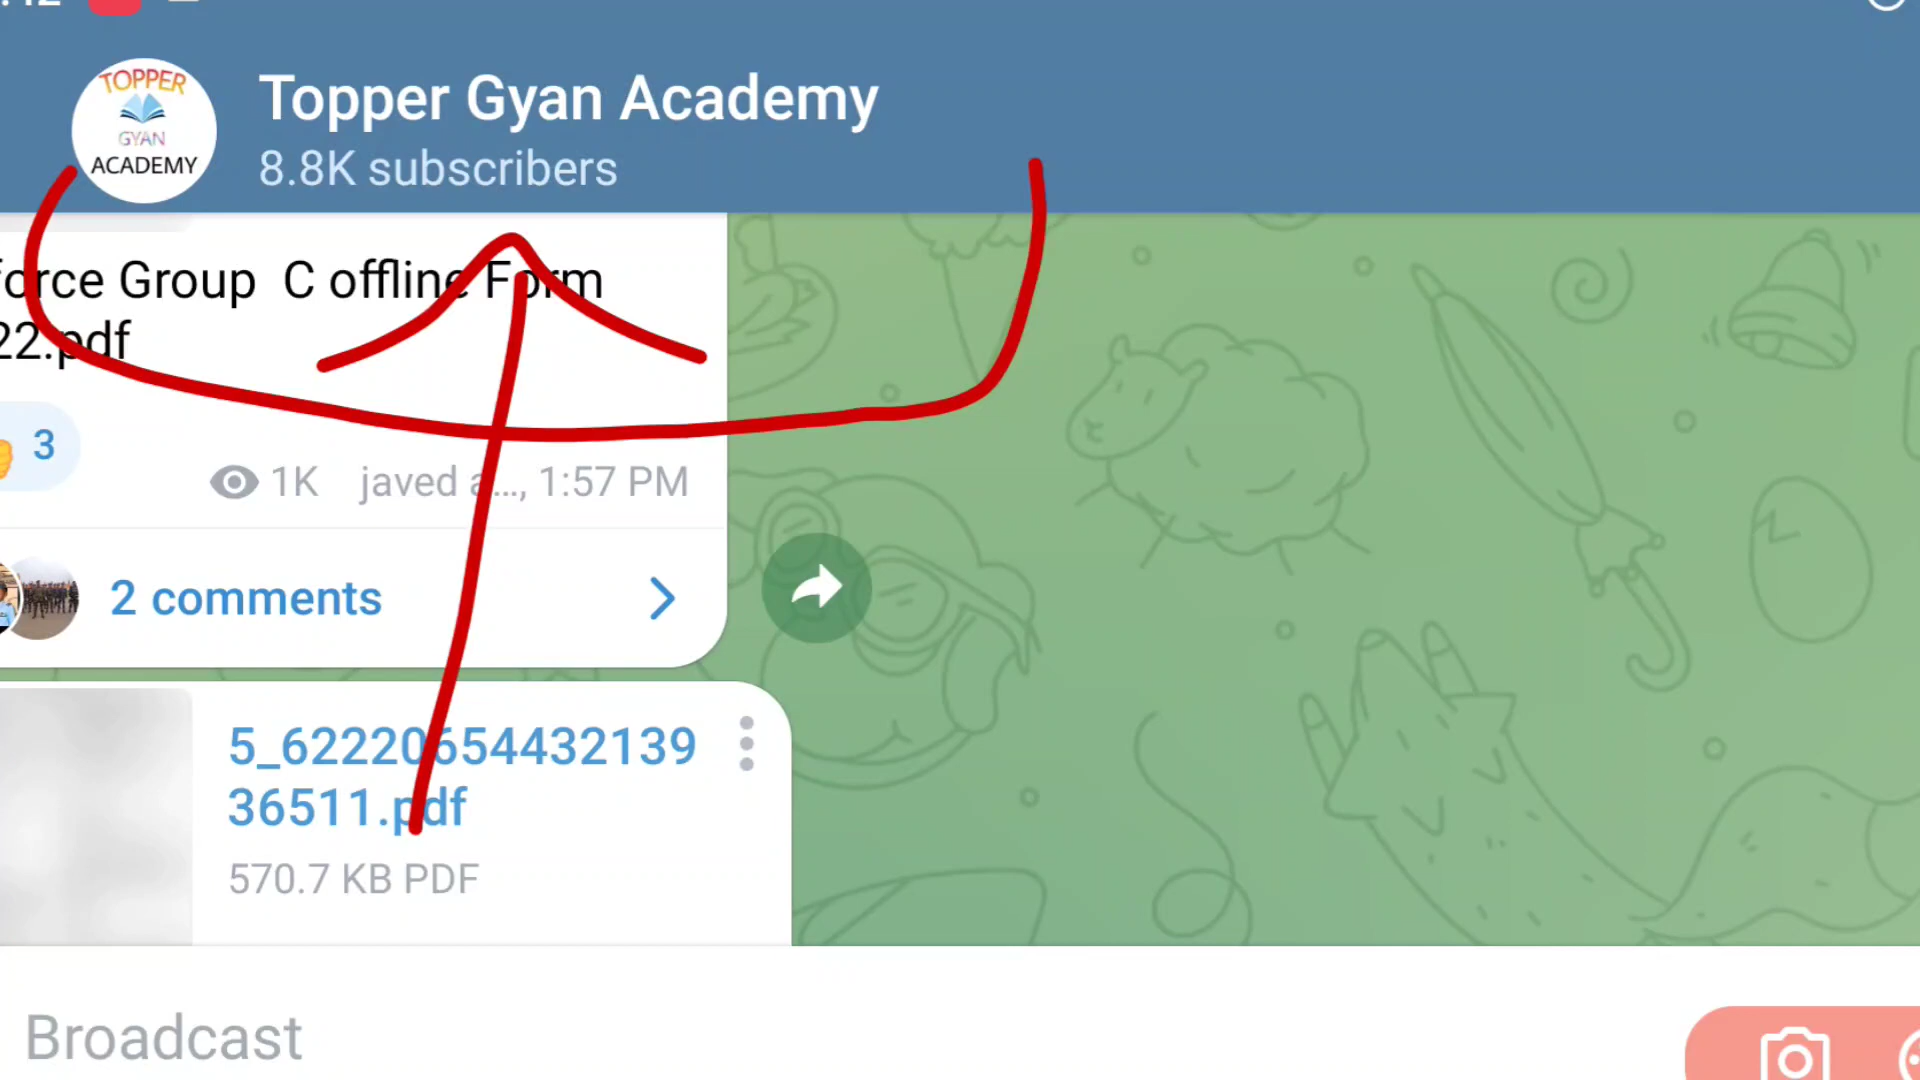 TOPPER
GYAN
ACADEMY
Topper Gyan Academy
8.8K subscribers
force Group C offline Form
22.pdf
3
1K javed a..., 1:57 PM
2 comments
5_62220654432139
36511.pdf
570.7 KB PDF
Broadcast